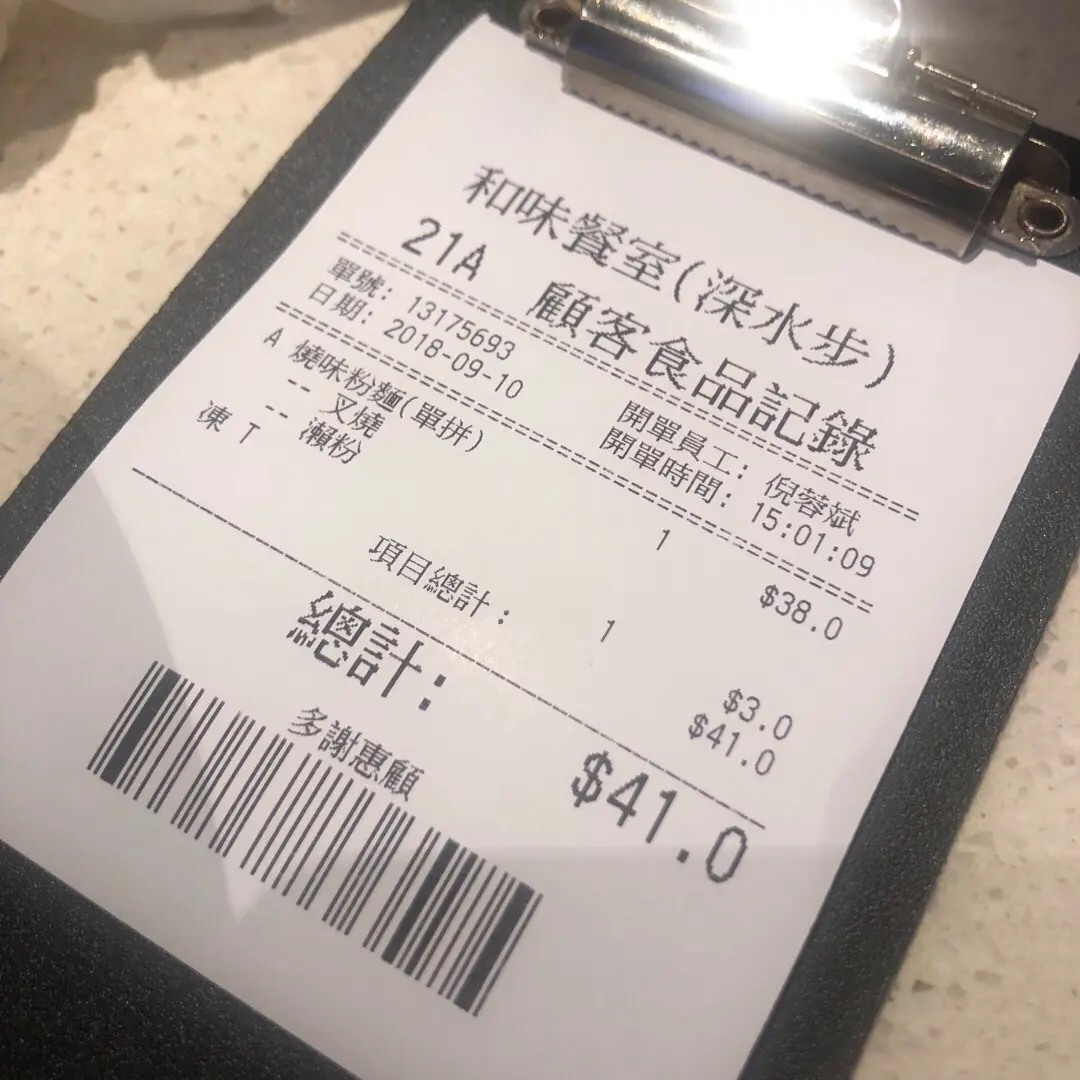 和味餐室(深水步)
21A 顧客食品記錄
單號: 13175693 開單員工: 倪蓉斌
日期: 2018-09-10 開單時間: 15:01:09
A 燒味粉麵(單拼) 1 $38.0
-- 叉燒
-- 瀨粉
凍 T 1 $3.0
項目總計: $41.0
總計: $41.0
多謝惠顧